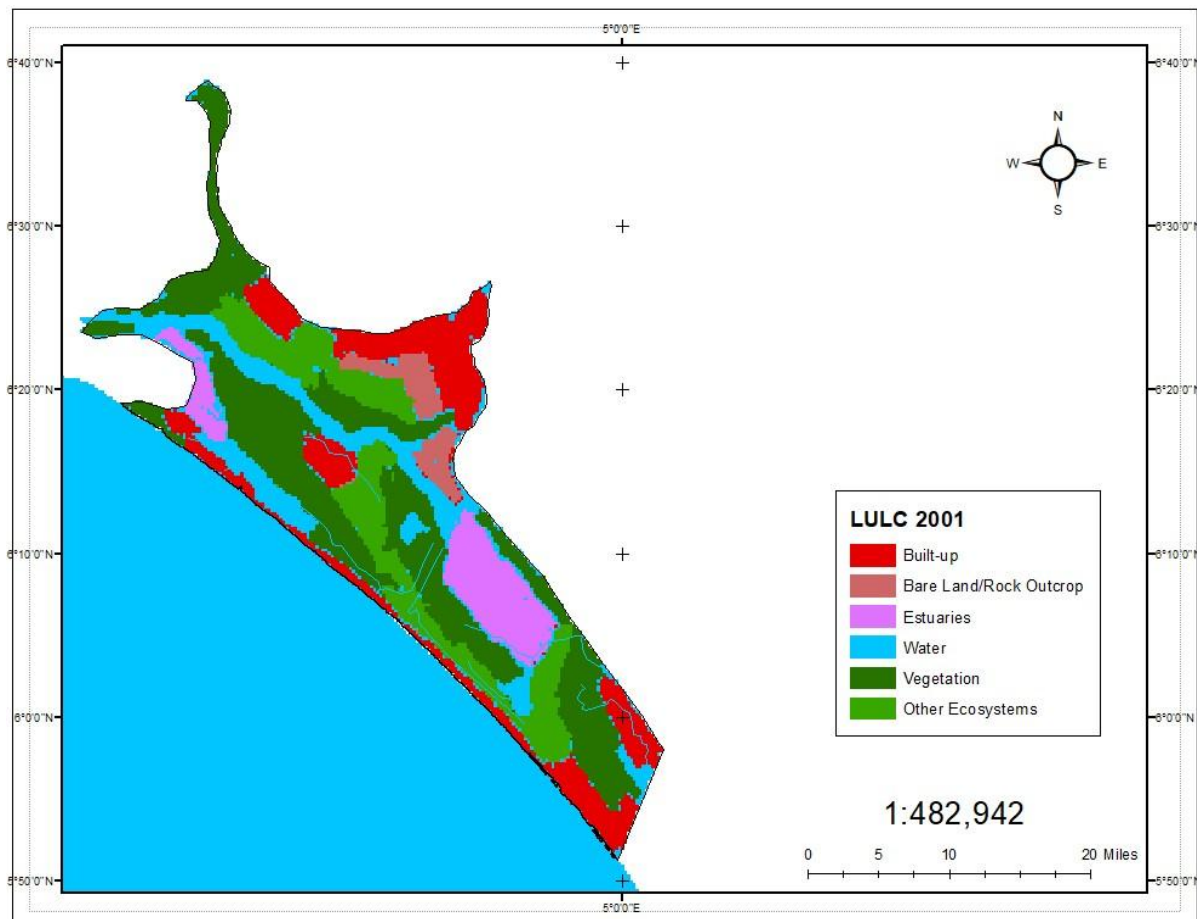 5°0'0"E
6°40'0"N
6°40'0"N
N
W
E
S
6°30'0"N
6°30'0"N
6°20'0"N
6°20'0"N
LULC 2001
Built-up
Bare Land/Rock Outcrop
Estuaries
Water
Vegetation
Other Ecosystems
6°10'0"N
6°10'0"N
6°0'0"N
6°0'0"N
1:482,942
0 5 10 20 Miles
5°50'0"N
5°50'0"N
5°0'0"E